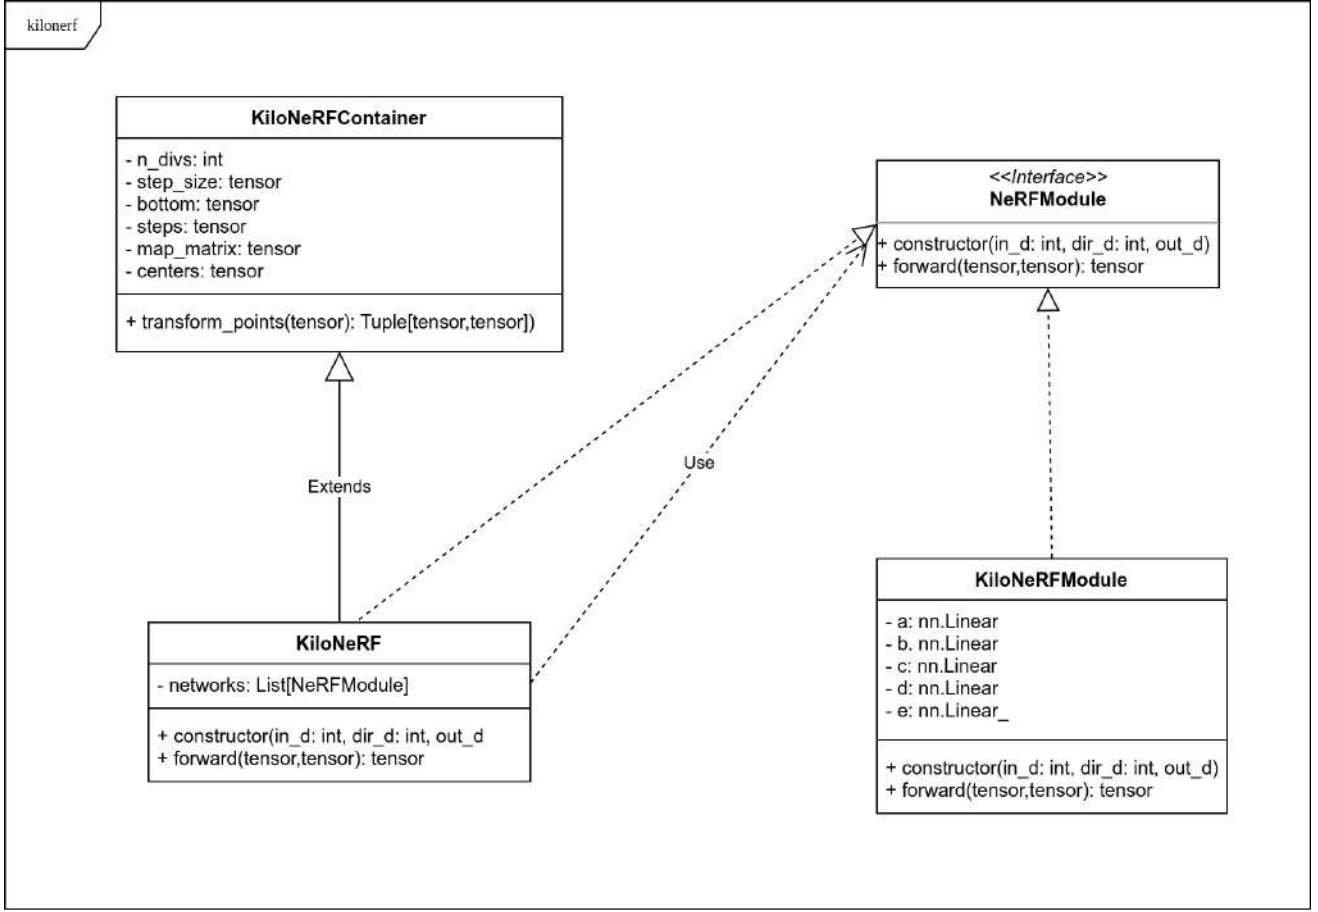 kilonerf
KiloNeRFContainer
- n_divs: int
- step_size: tensor
- bottom: tensor
- steps: tensor
- map_matrix: tensor
- centers: tensor
+ transform_points(tensor): Tuple[tensor,tensor])
<<Interface>>
NeRFModule
+ constructor(in_d: int, dir_d: int, out_d)
+ forward(tensor,tensor): tensor
Extends
Use
KiloNeRF
- networks: List[NeRFModule]
+ constructor(in_d: int, dir_d: int, out_d
+ forward(tensor,tensor): tensor
KiloNeRFModule
- a: nn.Linear
- b. nn.Linear
- c: nn.Linear
- d: nn.Linear
- e: nn.Linear_
+ constructor(in_d: int, dir_d: int, out_d)
+ forward(tensor,tensor): tensor